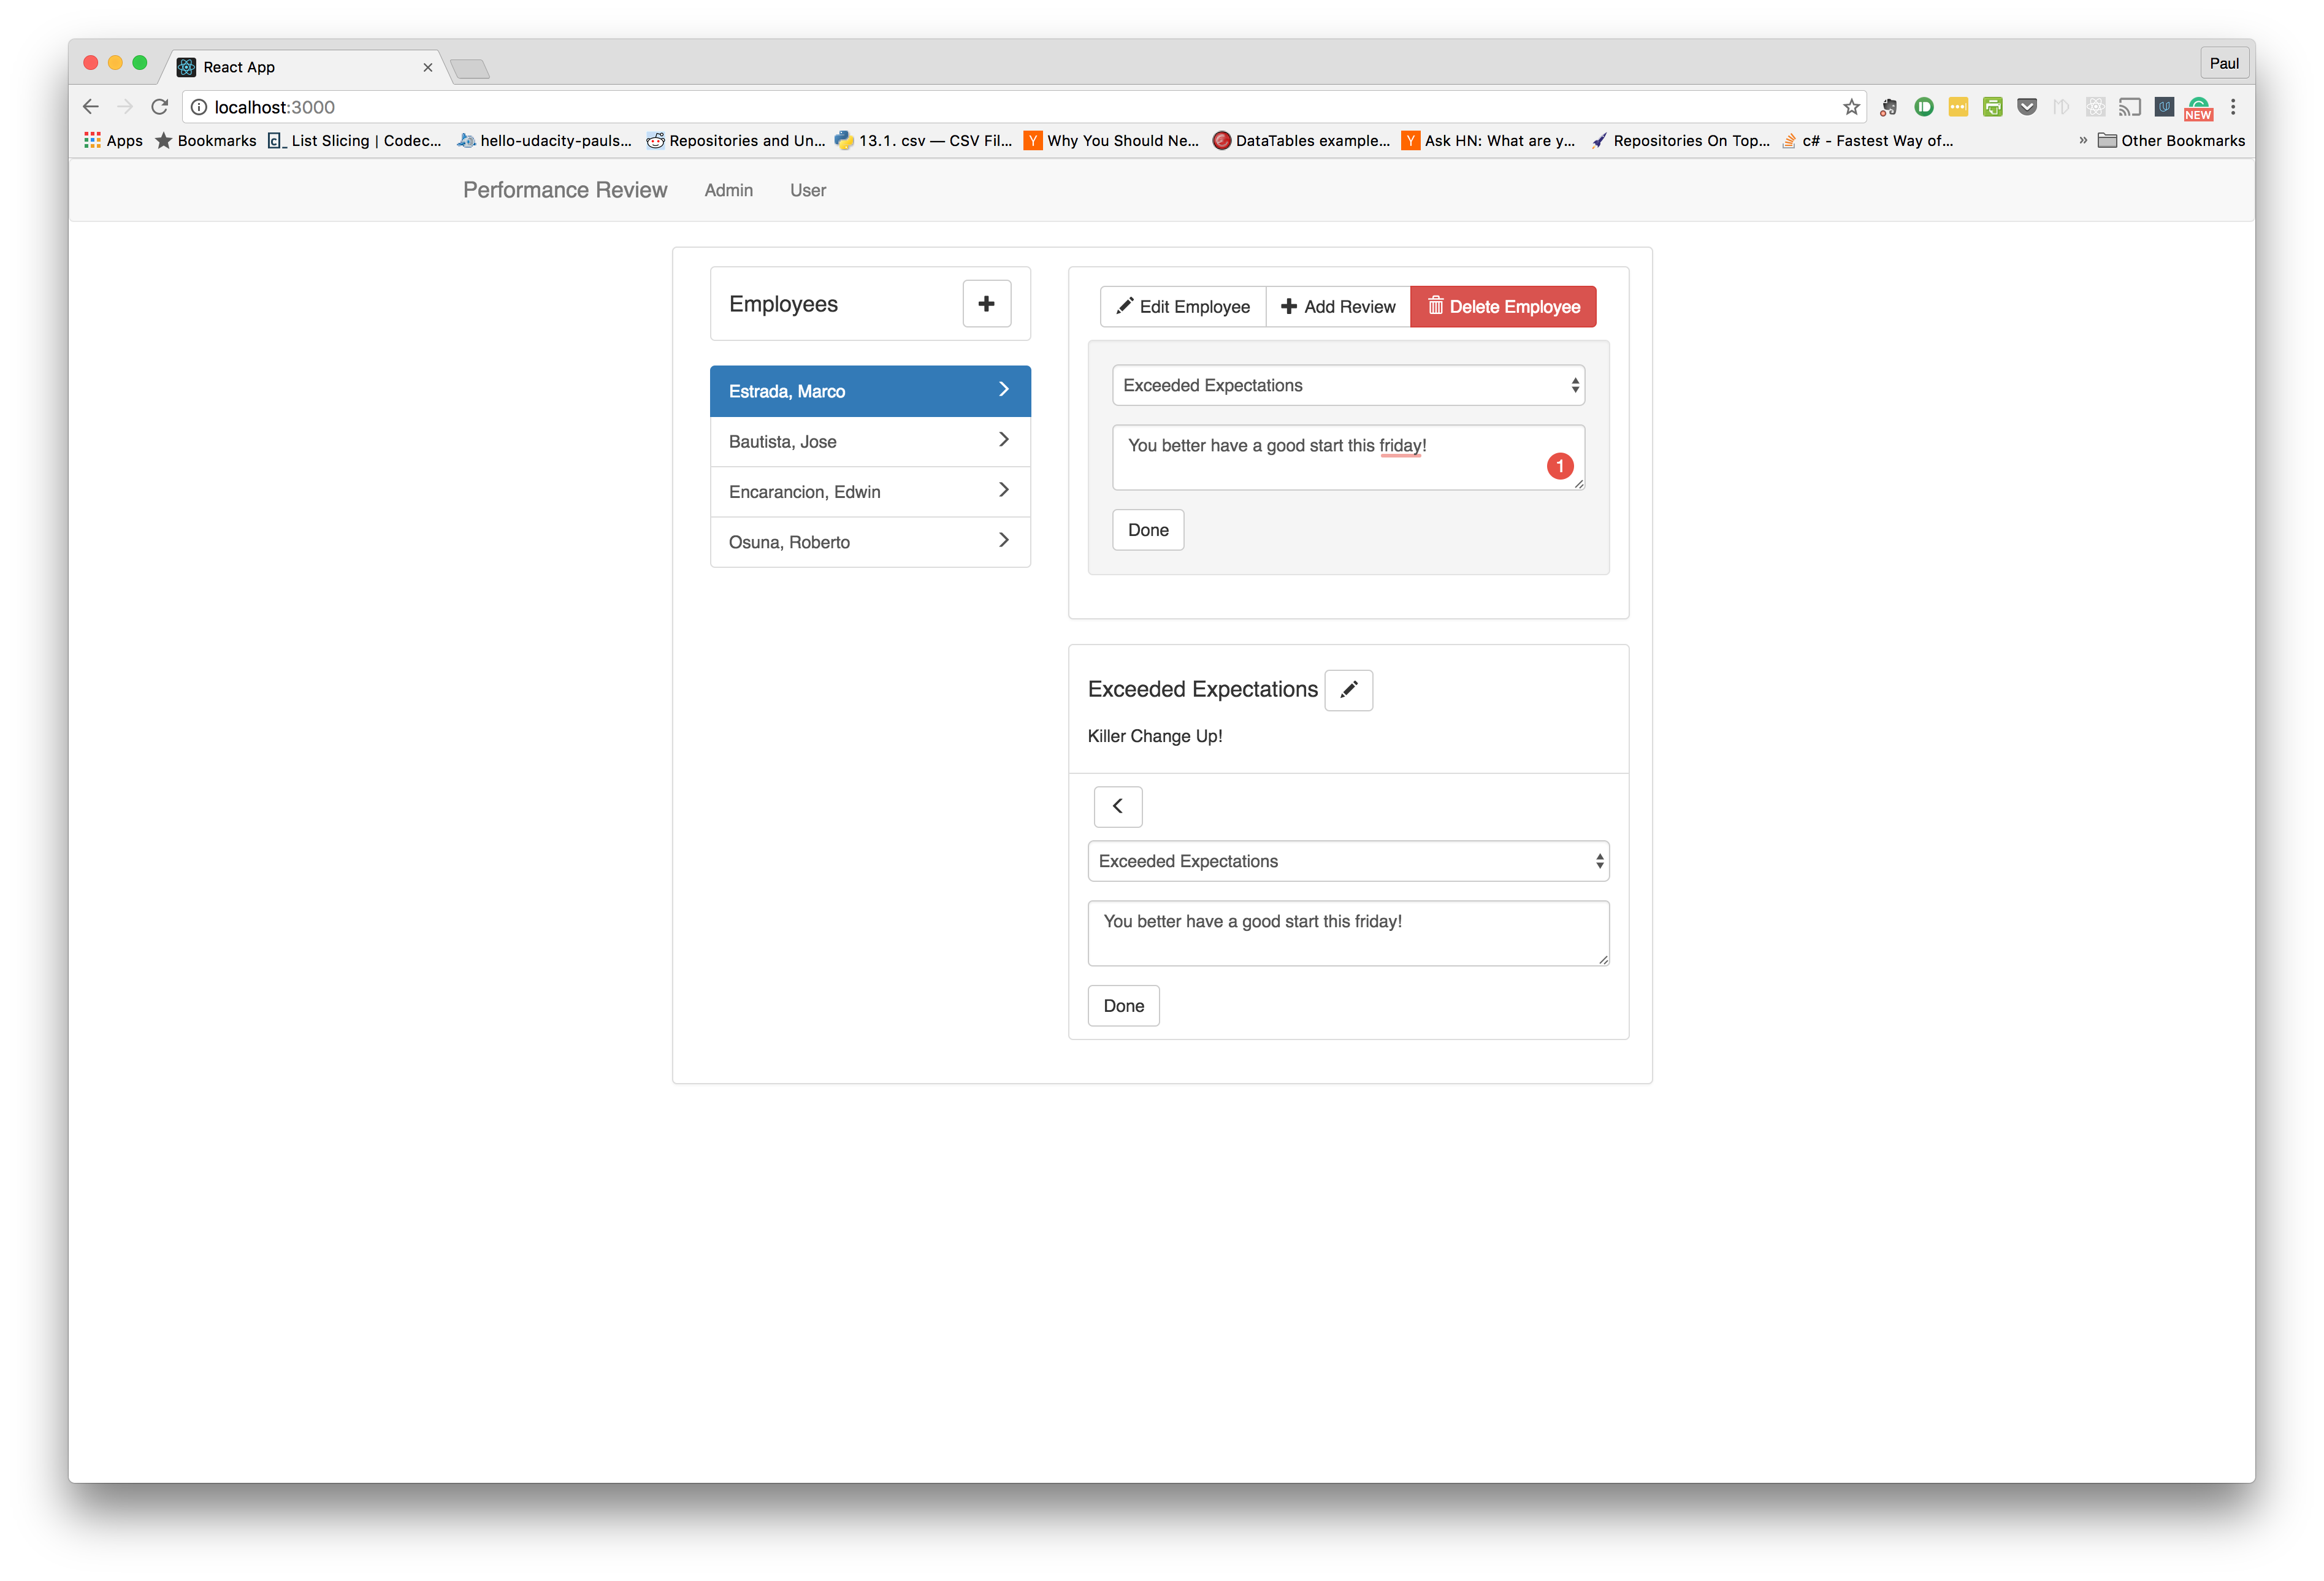 React App
Paul
localhost:3000
NEW
Apps Bookmarks List Slicing | Codec... hello-udacity-pauls... Repositories and Un... 13.1. csv — CSV Fil... Why You Should Ne... DataTables example... Ask HN: What are y... Repositories On Top... c# - Fastest Way of... » Other Bookmarks
Performance Review Admin User
Employees
Estrada, Marco
Bautista, Jose
Encarancion, Edwin
Osuna, Roberto
Edit Employee Add Review Delete Employee
Exceeded Expectations
You better have a good start this friday!
1
Done
Exceeded Expectations
Killer Change Up!
Exceeded Expectations
You better have a good start this friday!
Done